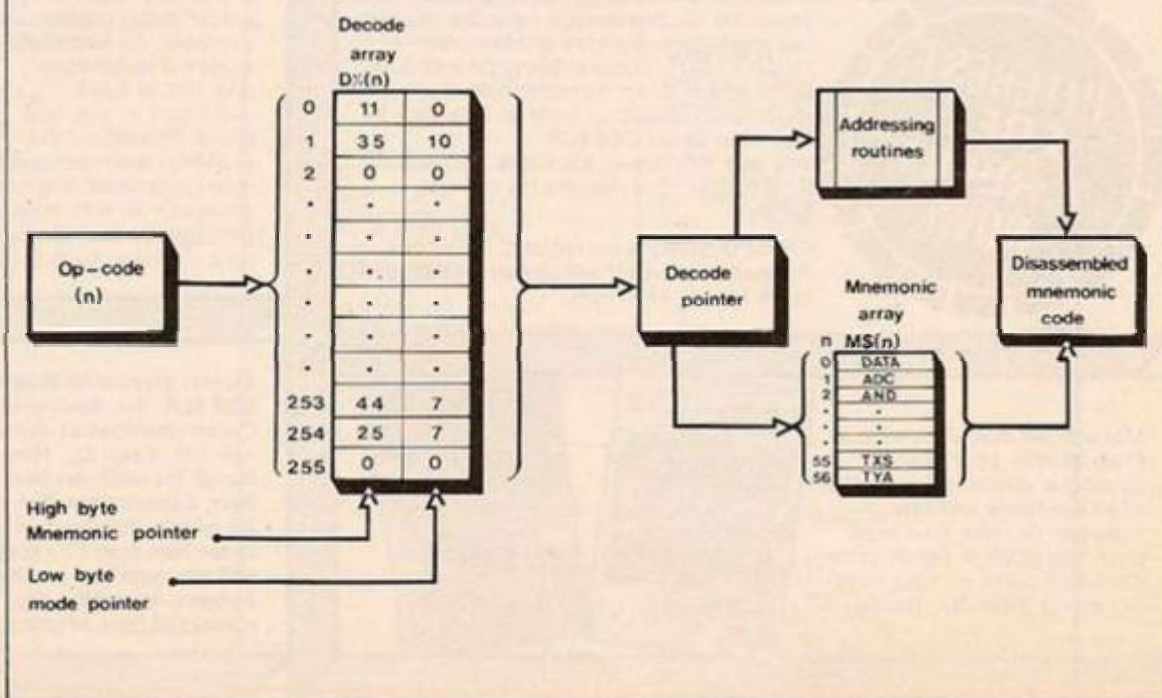 Decode
array
D%(n)
0 11 0
1 35 10
2 0 0
. . .
. . .
. . .
. . .
. . .
. . .
253 44 7
254 25 7
255 0 0
Op-code
(n)
High byte
Mnemonic pointer
Low byte
mode pointer
Decode
pointer
Addressing
routines
Mnemonic
array
n M$(n)
0 DATA
1 ADC
2 AND
. .
. .
. .
55 TXS
56 TYA
Disassembled
mnemonic
code